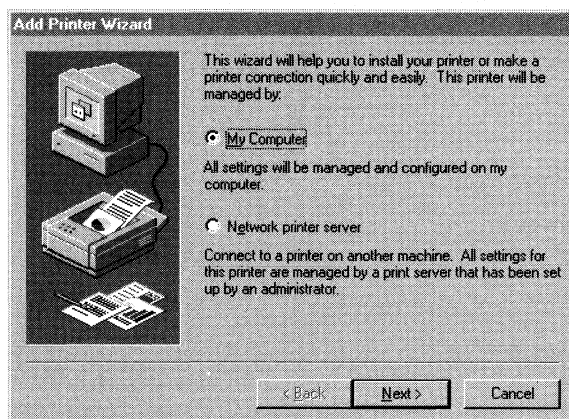 Add Printer Wizard
This wizard will help you to install your printer or make a
printer connection quickly and easily. This printer will be
managed by:
My Computer
All settings will be managed and configured on my
computer.
Network printer server
Connect to a printer on another machine. All settings for
this printer are managed by a print server that has been set
up by an administrator.
< Back
Next >
Cancel